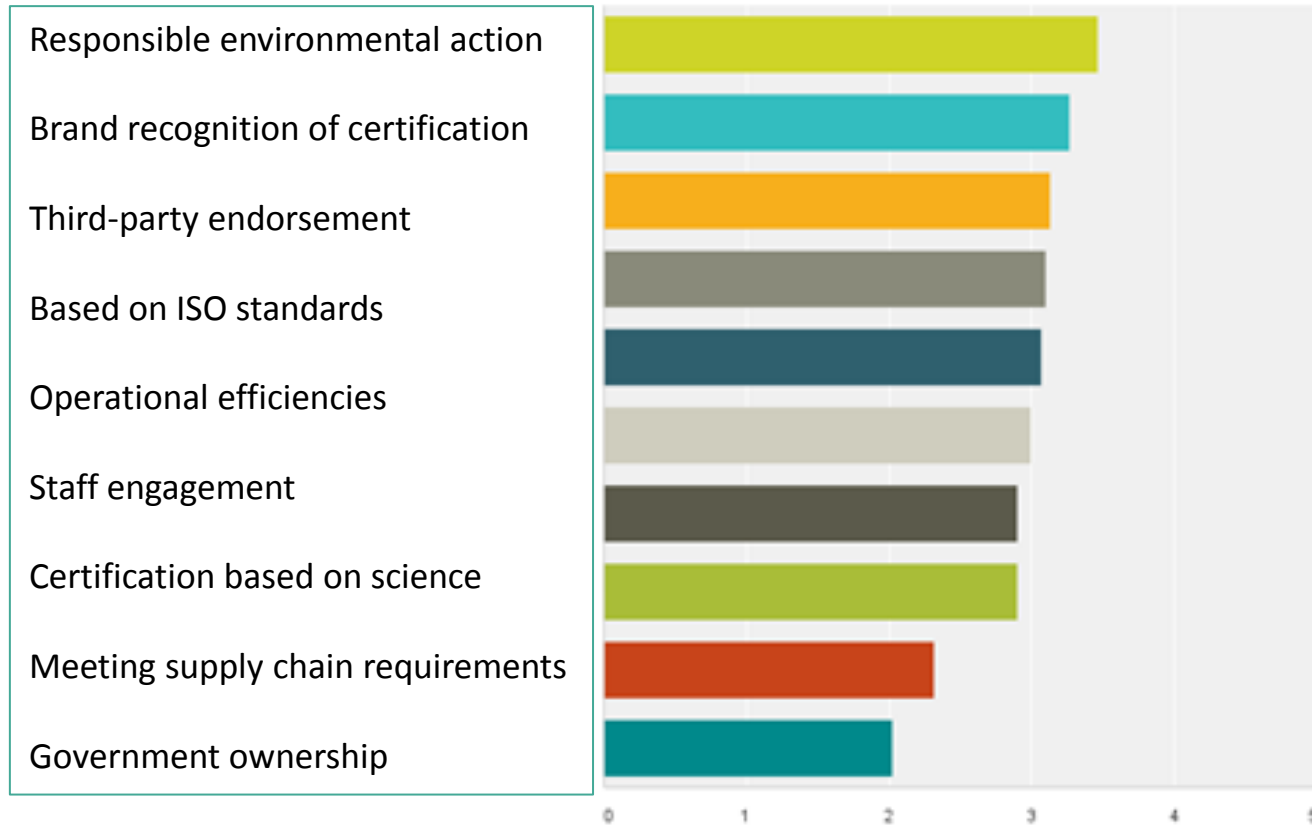 Responsible environmental action
Brand recognition of certification
Third-party endorsement
Based on ISO standards
Operational efficiencies
Staff engagement
Certification based on science
Meeting supply chain requirements
Government ownership
0 1 2 3 4 5